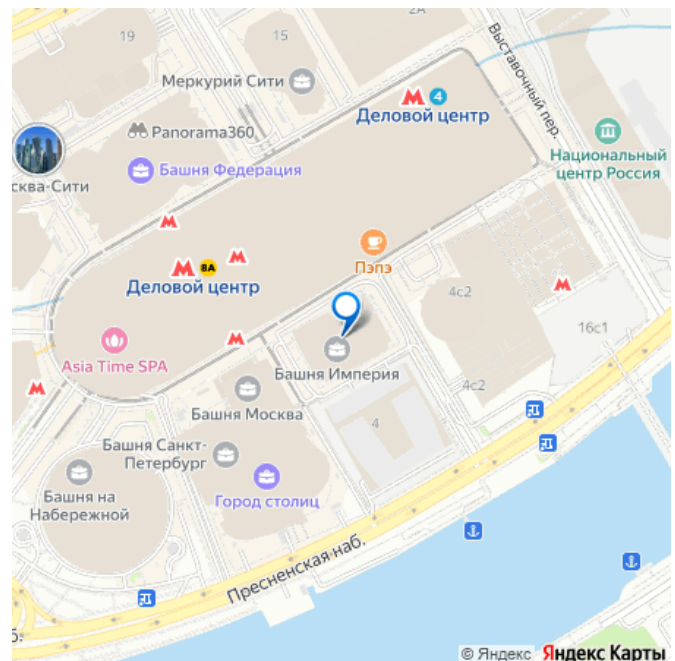 2А
19
15
Выставочный пер.
Меркурий Сити
М 4
Деловой центр
Panorama360
Национальный
центр Россия
Башня Федерация
сква-Сити
М
М 8А М
Деловой центр
Пэпэ
4с2
М
16с1
М
Asia Time SPA
Башня Империя
М
4с2
Башня Москва
4
Башня Санкт-
Петербург
Башня на
Набережной
Город столиц
Пресненская наб.
б.
© Яндекс Яндекс Карты